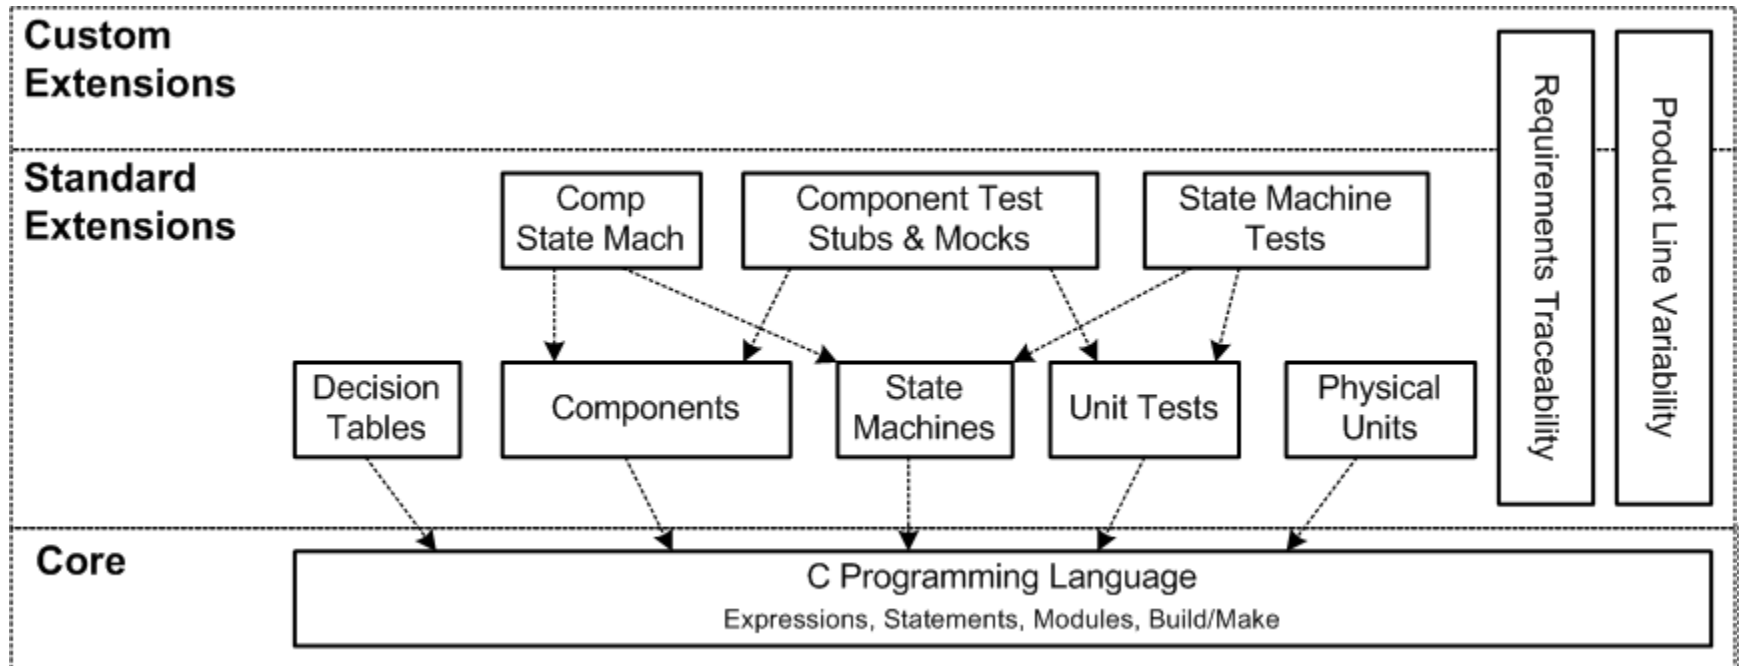 Custom
Extensions
Requirements Traceability
Product Line Variability
Standard
Extensions
Comp
State Mach
Component Test
Stubs & Mocks
State Machine
Tests
Decision
Tables
Components
State
Machines
Unit Tests
Physical
Units
Core
C Programming Language
Expressions, Statements, Modules, Build/Make